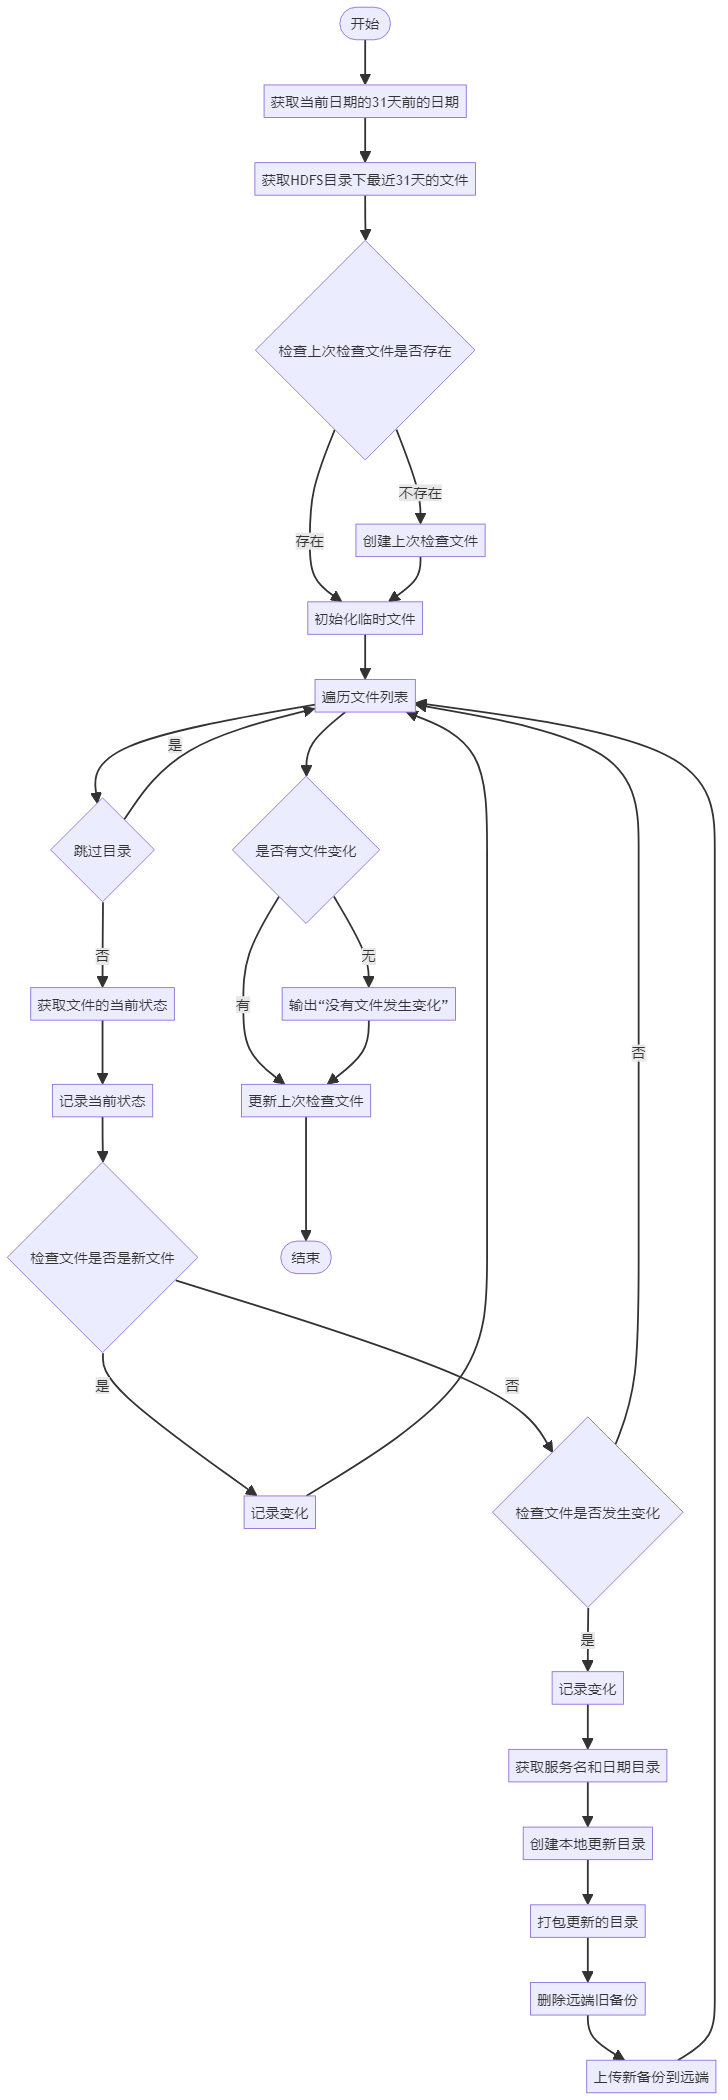 开始
获取当前日期的31天前的日期
获取HDFS目录下最近31天的文件
检查上次检查文件是否存在
不存在
存在
创建上次检查文件
初始化临时文件
遍历文件列表
是
跳过目录
是否有文件变化
否
无
获取文件的当前状态
有
输出“没有文件发生变化”
否
记录当前状态
更新上次检查文件
检查文件是否是新文件
结束
是
否
记录变化
检查文件是否发生变化
是
记录变化
获取服务名和日期目录
创建本地更新目录
打包更新的目录
删除远端旧备份
上传新备份到远端